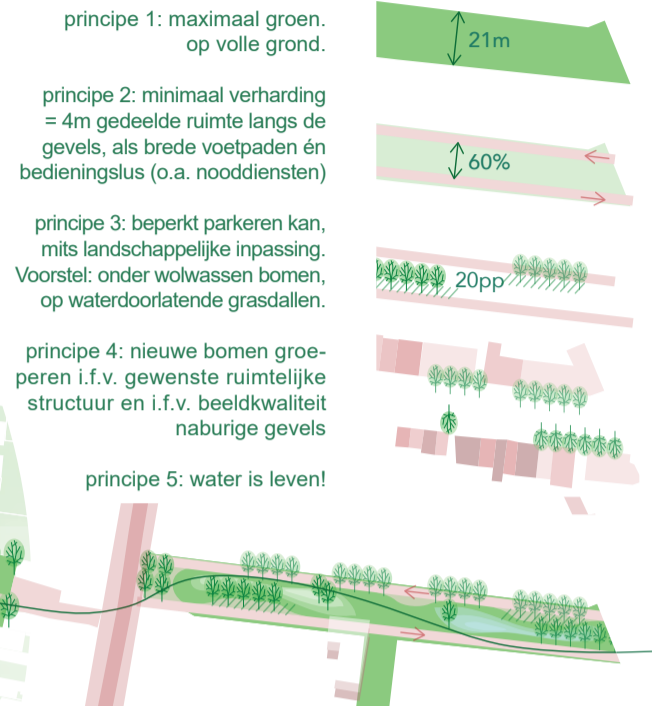 principe 1: maximaal groen.
op volle grond.
21m
principe 2: minimaal verharding
= 4m gedeelde ruimte langs de
gevels, als brede voetpaden én
bedieningslus (o.a. nooddiensten)
60%
principe 3: beperkt parkeren kan,
mits landschappelijke inpassing.
Voorstel: onder wolwassen bomen,
op waterdoorlatende grasdallen.
20pp
principe 4: nieuwe bomen groe-
peren i.f.v. gewenste ruimtelijke
structuur en i.f.v. beeldkwaliteit
naburige gevels
principe 5: water is leven!